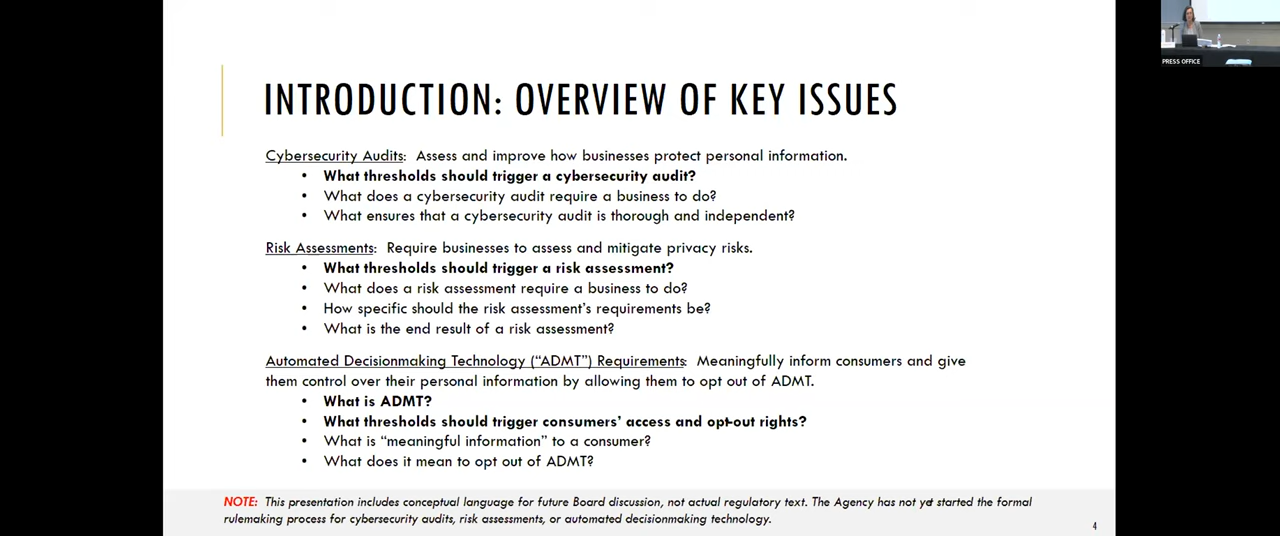 PRESS OFFICE
INTRODUCTION: OVERVIEW OF KEY ISSUES
Cybersecurity Audits: Assess and improve how businesses protect personal information.
• What thresholds should trigger a cybersecurity audit?
• What does a cybersecurity audit require a business to do?
• What ensures that a cybersecurity audit is thorough and independent?
Risk Assessments: Require businesses to assess and mitigate privacy risks.
• What thresholds should trigger a risk assessment?
• What does a risk assessment require a business to do?
• How specific should the risk assessment's requirements be?
• What is the end result of a risk assessment?
Automated Decisionmaking Technology ("ADMT") Requirements: Meaningfully inform consumers and give
them control over their personal information by allowing them to opt out of ADMT.
• What is ADMT?
• What thresholds should trigger consumers' access and opt-out rights?
• What is "meaningful information" to a consumer?
• What does it mean to opt out of ADMT?
NOTE: This presentation includes conceptual language for future Board discussion, not actual regulatory text. The Agency has not yet started the formal
rulemaking process for cybersecurity audits, risk assessments, or automated decisionmaking technology.
4